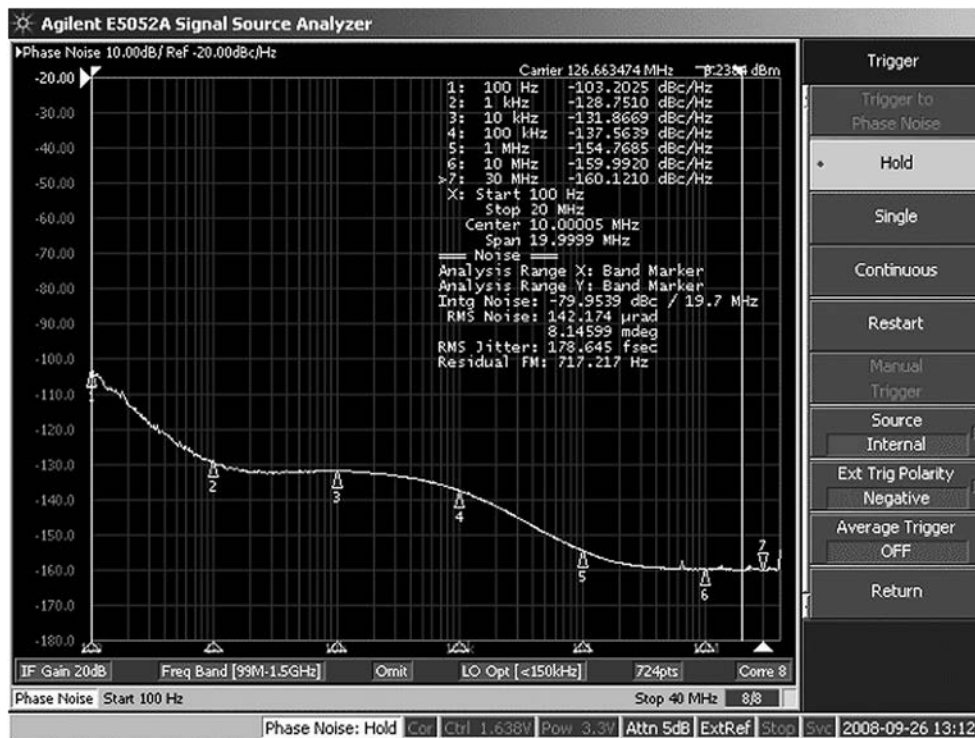 Agilent E5052A Signal Source Analyzer
Phase Noise 10.00dB/ Ref -20.00dBc/Hz
Carrier 126.663474 MHz dBm
-20.00
-30.00
-40.00
-50.00
-60.00
-70.00
-80.00
-90.00
-100.0
-110.0
-120.0
-130.0
-140.0
-150.0
-160.0
-170.0
-180.0
1: 100 Hz -103.2025 dBc/Hz
2: 1 kHz -128.7510 dBc/Hz
3: 10 kHz -131.8669 dBc/Hz
4: 100 kHz -137.5639 dBc/Hz
5: 1 MHz -154.7685 dBc/Hz
6: 10 MHz -159.9920 dBc/Hz
>7: 30 MHz -160.1210 dBc/Hz
X: Start 100 Hz
Stop 20 MHz
Center 10.00005 MHz
Span 19.9999 MHz
=== Noise ===
Analysis Range X: Band Marker
Analysis Range Y: Band Marker
Intg Noise: -79.9539 dBc / 19.7 MHz
RMS Noise: 142.174 µrad
8.14599 mdeg
RMS Jitter: 178.645 fsec
Residual FM: 717.217 Hz
1
2
3
4
5
6
7
IF Gain 20dB
Freq Band [99M-1.5GHz]
Omit
LO Opt [<150kHz]
724pts
Corre 8
Phase Noise Start 100 Hz
Stop 40 MHz
8/8
Phase Noise: Hold
Cor
Ctrl 1.638V
Pow 3.3V
Attn 5dB
ExtRef
Stop
Svc
2008-09-26 13:12
Trigger
Trigger to
Phase Noise
Hold
Single
Continuous
Restart
Manual
Trigger
Source
Internal
Ext Trig Polarity
Negative
Average Trigger
OFF
Return